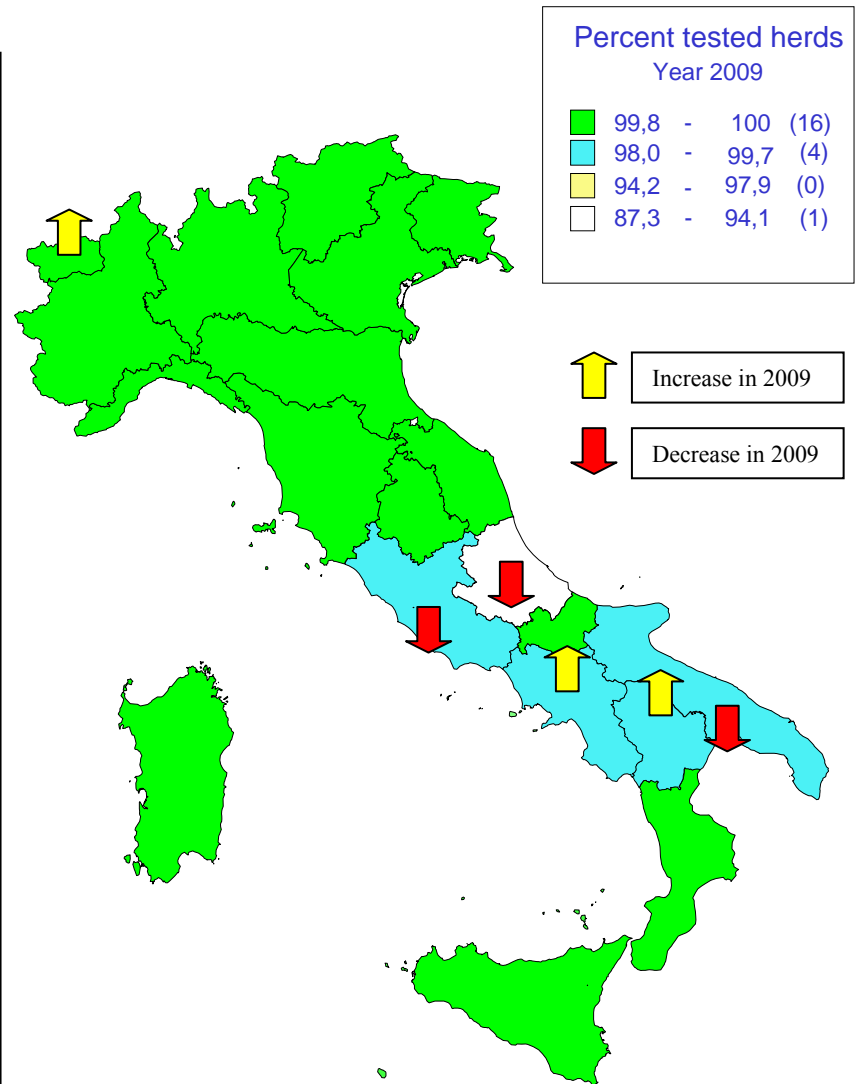 Percent tested herds
Year 2009
99,8 - 100 (16)
98,0 - 99,7 (4)
94,2 - 97,9 (0)
87,3 - 94,1 (1)
Increase in 2009
Decrease in 2009